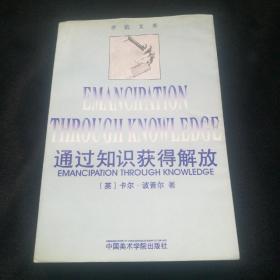 学院文库
EMANCIPATION
THROUGH KNOWLEDGE
通过知识获得解放
EMANCIPATION THROUGH KNOWLEDGE
〔英〕卡尔·波普尔 著
中国美术学院出版社